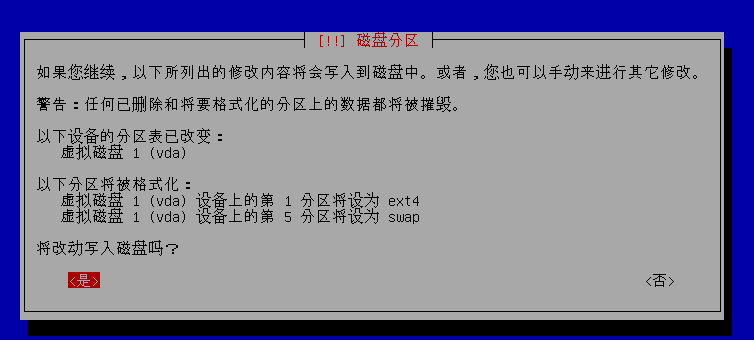 [!!] 磁盘分区
如果您继续，以下所列出的修改内容将会写入到磁盘中。或者，您也可以手动来进行其它修改。
警告：任何已删除和将要格式化的分区上的数据都将被摧毁。
以下设备的分区表已改变：
虚拟磁盘 1 (vda)
以下分区将被格式化：
虚拟磁盘 1 (vda) 设备上的第 1 分区将设为 ext4
虚拟磁盘 1 (vda) 设备上的第 5 分区将设为 swap
将改动写入磁盘吗？
<是> <否>